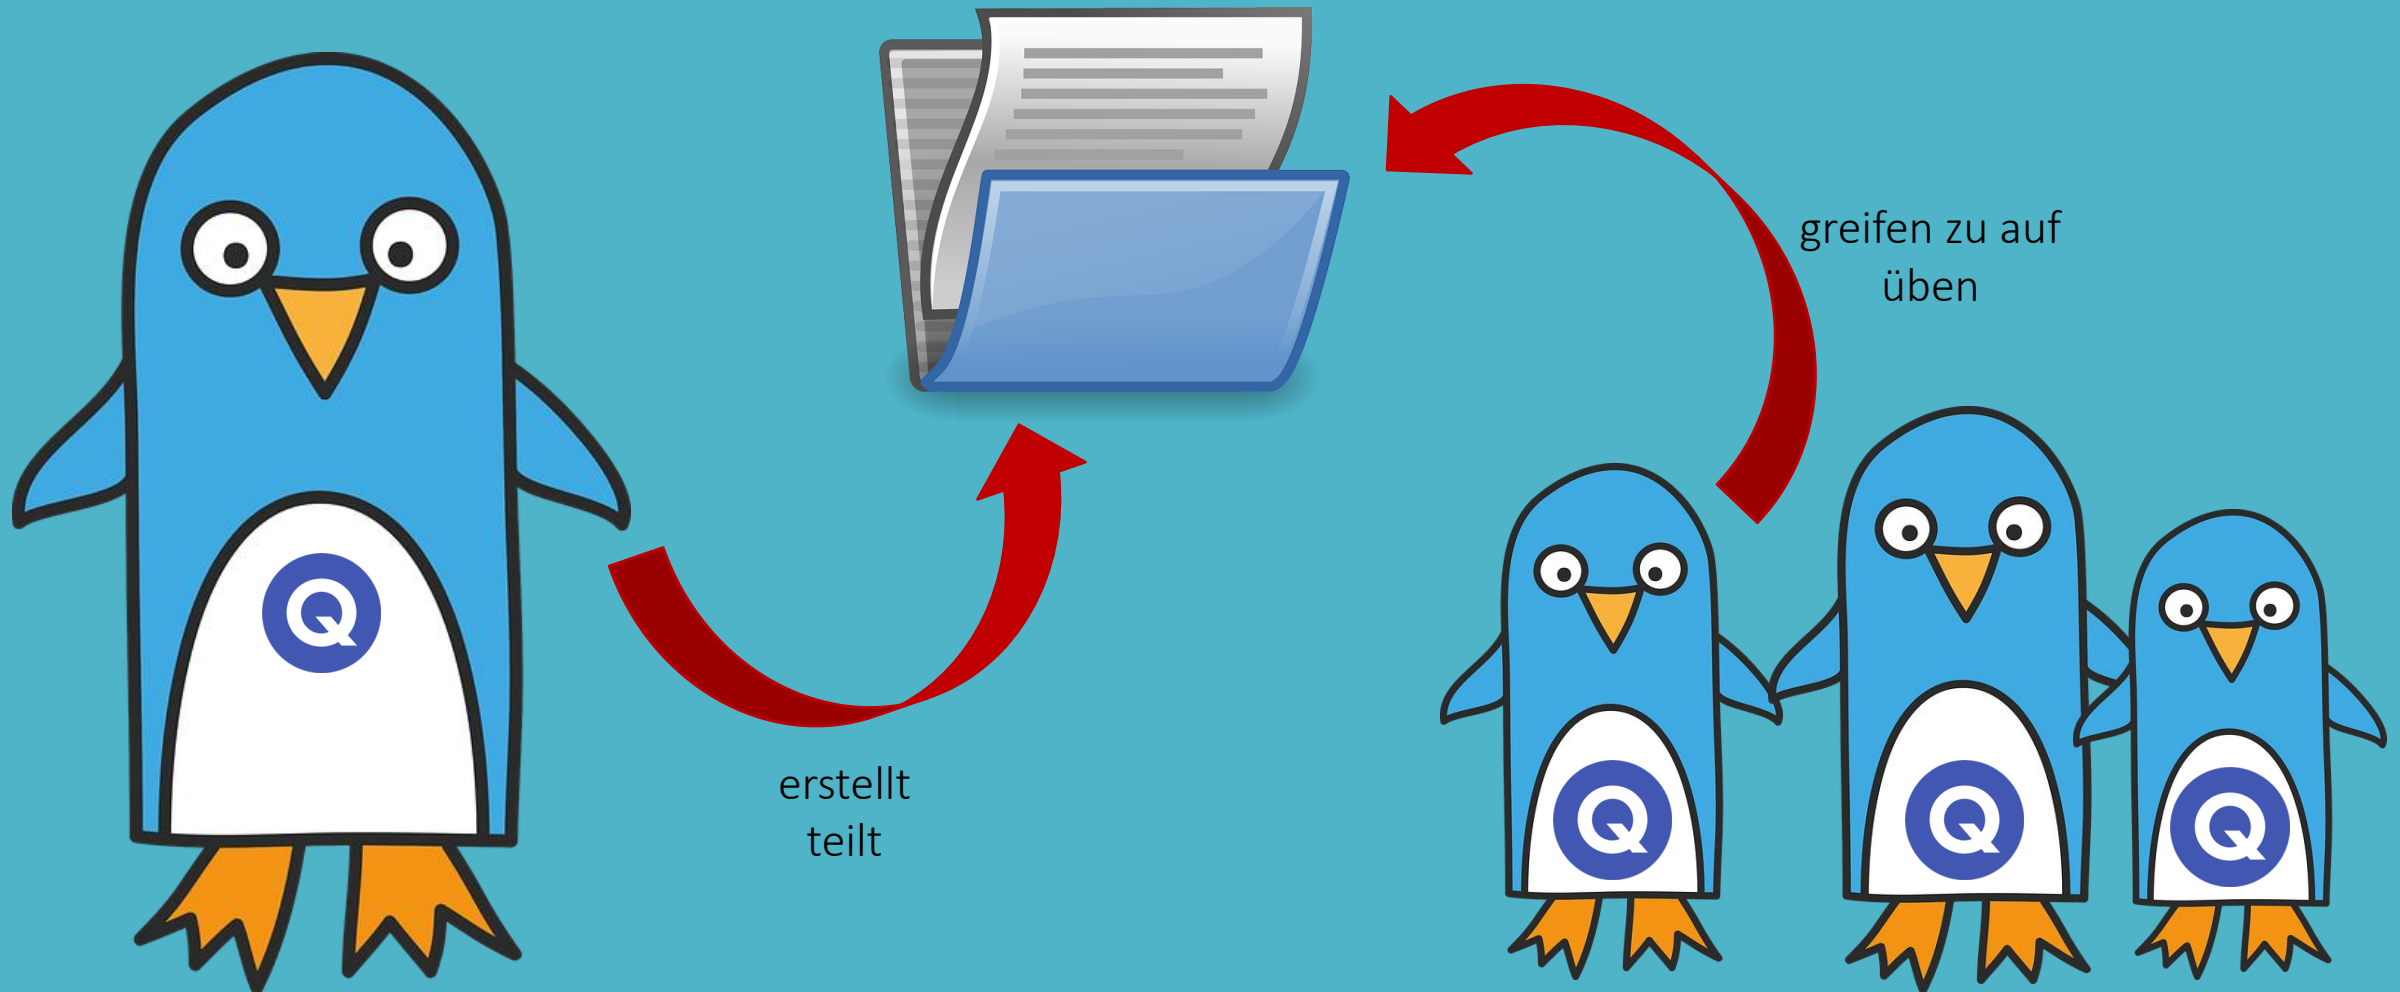 greifen zu auf
üben
Q
erstellt
teilt
Q
Q
Q